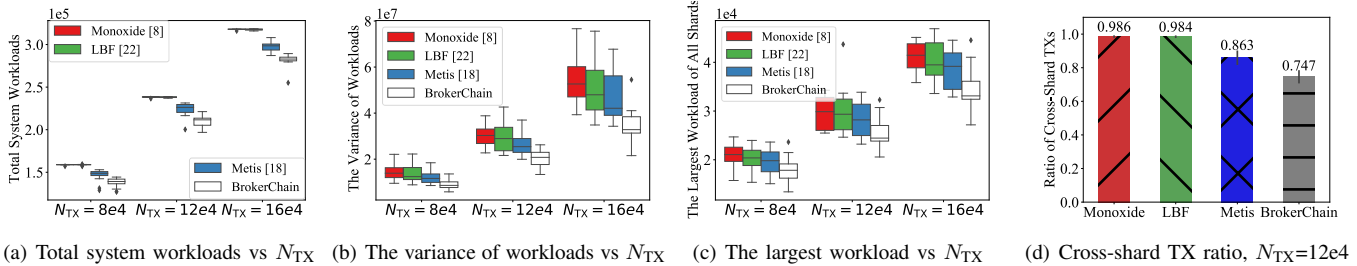 1e5
Total System Workloads
3.0
2.5
2.0
1.5
Monoxide [8]
LBF [22]
Metis [18]
BrokerChain
N_TX = 8e4
N_TX = 12e4
N_TX = 16e4
(a) Total system workloads vs N_TX
1e7
The Variance of Workloads
8
6
4
2
Monoxide [8]
LBF [22]
Metis [18]
BrokerChain
N_TX = 8e4
N_TX = 12e4
N_TX = 16e4
(b) The variance of workloads vs N_TX
1e4
The Largest Workload of All Shards
4
3
2
Monoxide [8]
LBF [22]
Metis [18]
BrokerChain
N_TX = 8e4
N_TX = 12e4
N_TX = 16e4
(c) The largest workload vs N_TX
Ratio of Cross-Shard TXs
1.0
0.8
0.6
0.4
0.2
0.0
0.986
0.984
0.863
0.747
Monoxide
LBF
Metis
BrokerChain
(d) Cross-shard TX ratio, N_TX=12e4